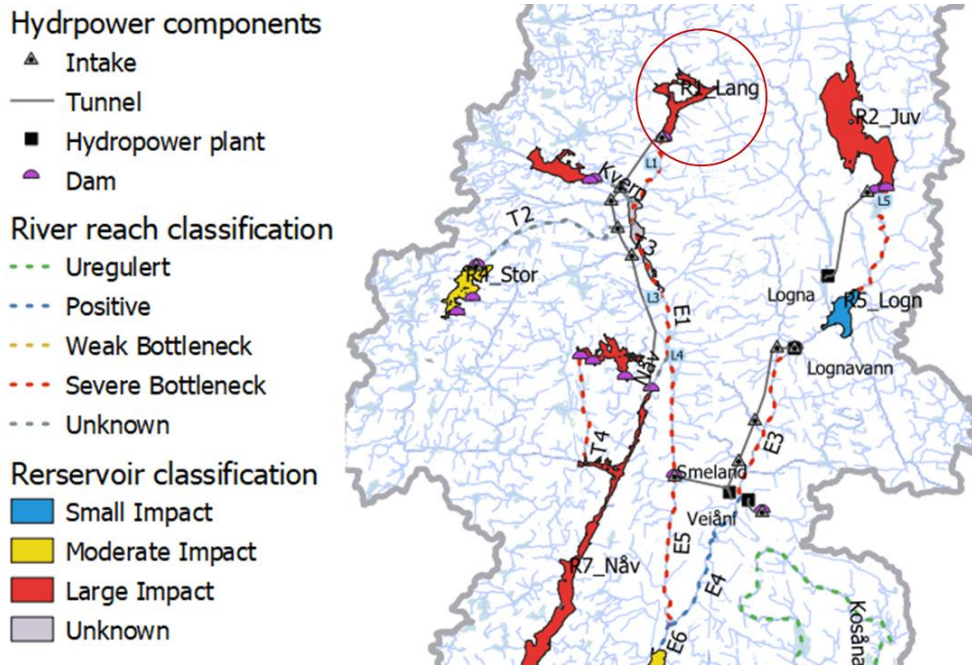 Hydrpower components
Intake
Tunnel
Hydropower plant
Dam
River reach classification
Uregulert
Positive
Weak Bottleneck
Severe Bottleneck
Unknown
Rerservoir classification
Small Impact
Moderate Impact
Large Impact
Unknown
R1_Lang
R2_Juv
L1
Kvern
L5
T2
R4_Stor
Logna
R5_Logn
L3
E1
L4
Lognavann
T4
E3
Smeland
Veiåni
E5
R7_Nåv
E4
Kosåna
E6